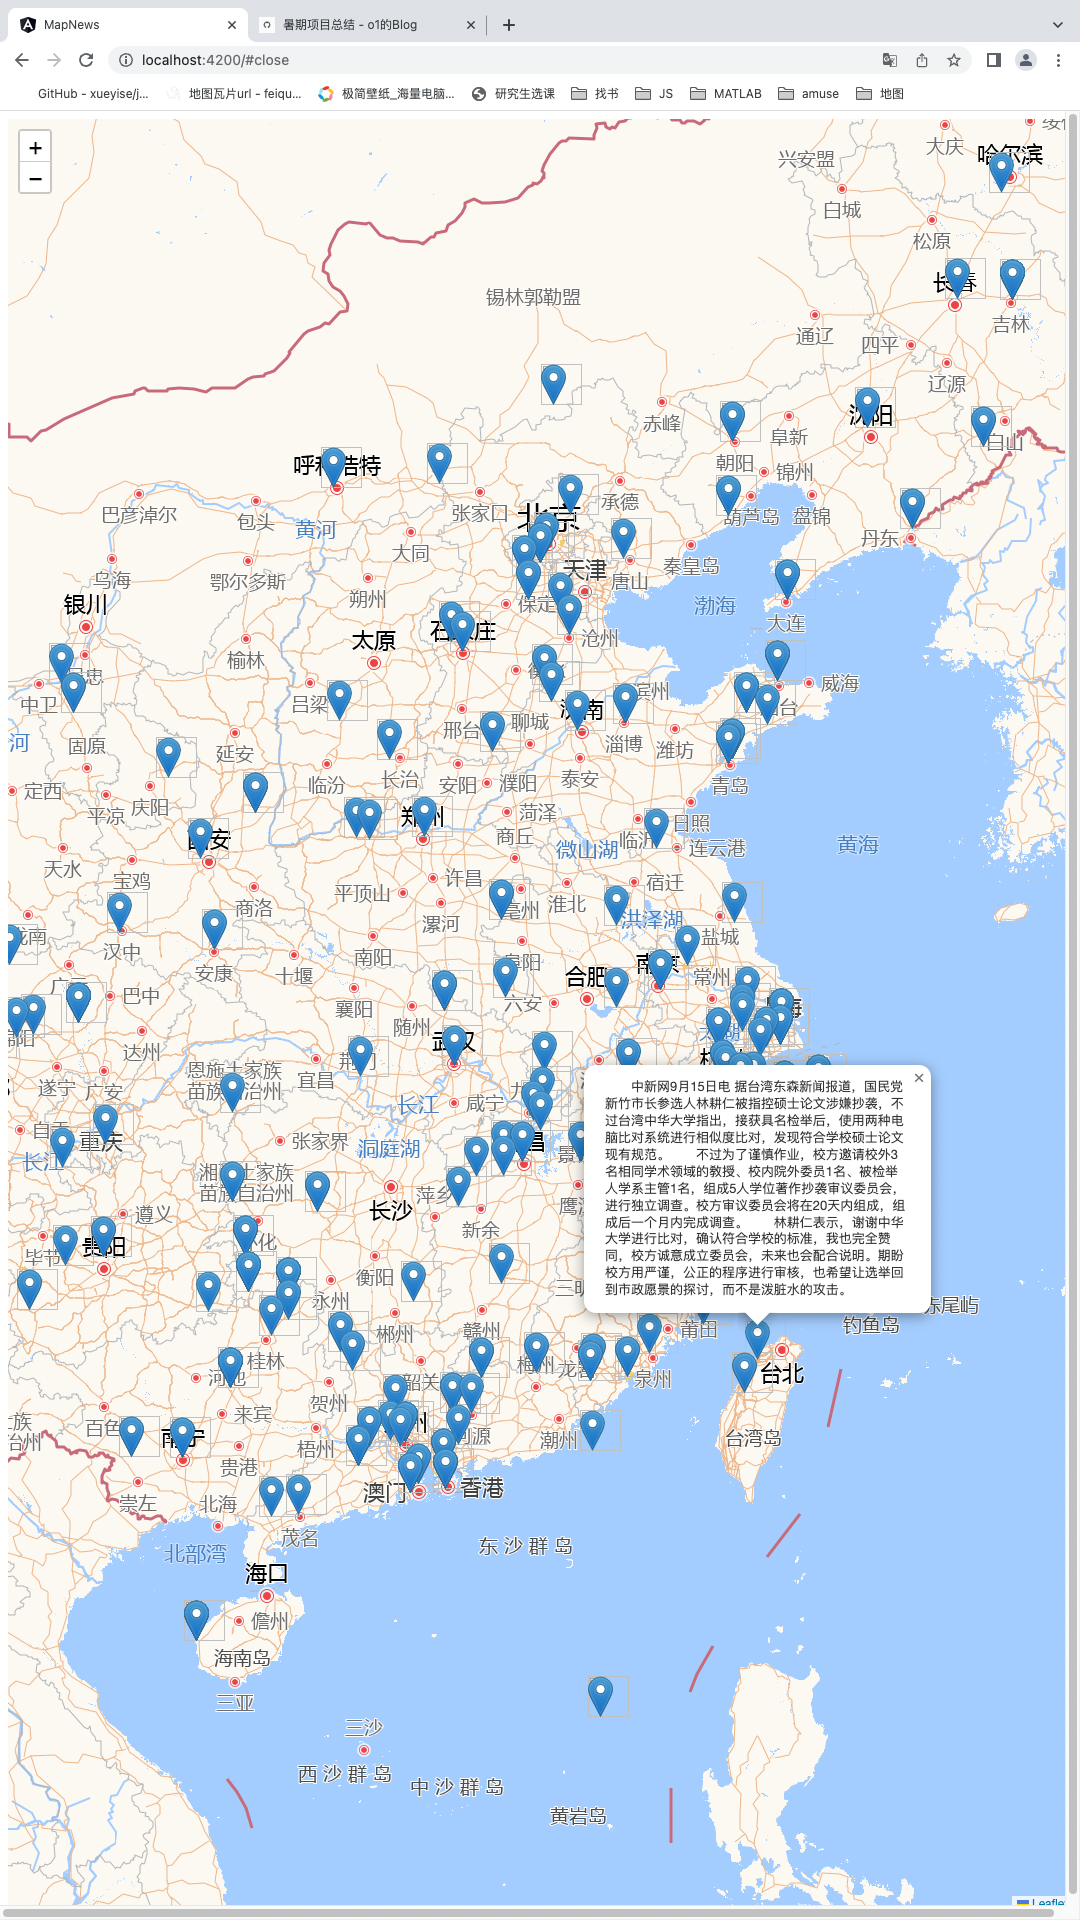 MapNews
暑期项目总结 - o1的Blog
localhost:4200/#close
GitHub - xueyise/j...
地图瓦片url - feiqu...
极简壁纸_海量电脑...
研究生选课
找书
JS
MATLAB
amuse
地图
+
−
兴安盟
大庆
哈尔滨
白城
松原
长春
锡林郭勒盟
通辽
四平
吉林
辽源
赤峰
沈阳
阜新
白山
朝阳
锦州
呼和浩特
巴彦淖尔
包头
黄河
张家口
承德
北京
葫芦岛
盘锦
大同
丹东
乌海
鄂尔多斯
天津
唐山
秦皇岛
银川
朔州
保定
渤海
太原
石家庄
沧州
大连
榆林
中卫
吕梁
滨州
威海
河
固原
延安
邢台
聊城
济南
淄博
潍坊
定西
庆阳
临汾
长治
安阳
濮阳
泰安
青岛
平凉
郑州
菏泽
日照
西安
商丘
微山湖
临沂
连云港
黄海
天水
宝鸡
平顶山
许昌
宿迁
商洛
漯河
亳州
淮北
洪泽湖
汉中
盐城
安康
十堰
南阳
阜阳
合肥
南京
常州
巴中
襄阳
六安
随州
达州
武汉
荆门
遂宁
广安
恩施土家族
苗族自治州
宜昌
长江
咸宁
重庆
张家界
洞庭湖
长江
湘西土家族
苗族自治州
萍乡
鹰潭
遵义
长沙
新余
毕节
贵阳
衡阳
永州
郴州
赣州
莆田
钓鱼岛
赤尾屿
桂林
河池
韶关
梅州
龙岩
泉州
台北
贺州
百色
来宾
南宁
梧州
河源
潮州
台湾岛
贵港
崇左
北海
澳门
香港
茂名
北部湾
东沙群岛
海口
儋州
海南岛
三亚
三沙
西沙群岛
中沙群岛
黄岩岛
×
中新网9月15日电 据台湾东森新闻报道，国民党
新竹市长参选人林耕仁被指控硕士论文涉嫌抄袭，不
过台湾中华大学指出，接获具名检举后，使用两种电
脑比对系统进行相似度比对，发现符合学校硕士论文
现有规范。 不过为了谨慎作业，校方邀请校外3
名相同学术领域的教授、校内院外委员1名、被检举
人学系主管1名，组成5人学位著作抄袭审议委员会，
进行独立调查。校方审议委员会将在20天内组成，组
成后一个月内完成调查。 林耕仁表示，谢谢中华
大学进行比对，确认符合学校的标准，我也完全赞
同，校方诚意成立委员会，未来也会配合说明。期盼
校方用严谨，公正的程序进行审核，也希望让选举回
到市政愿景的探讨，而不是泼脏水的攻击。
Leafle